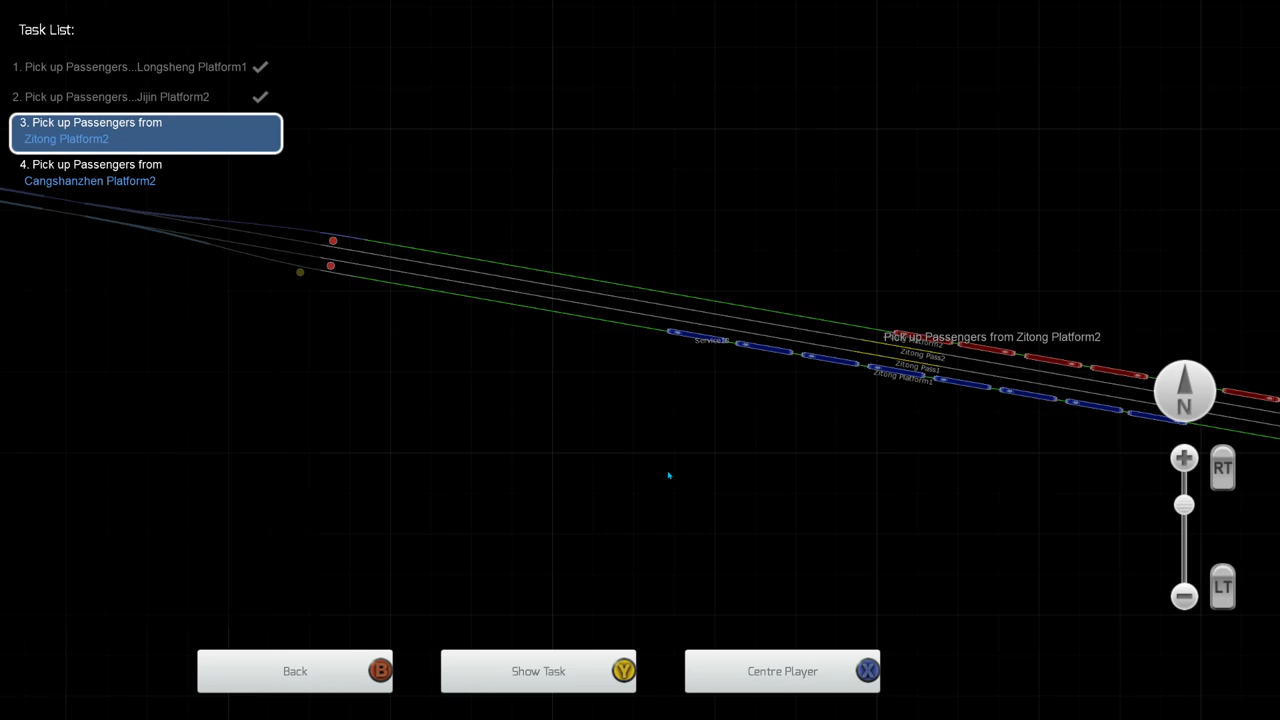 Task List:
1. Pick up Passengers...Longsheng Platform1
2. Pick up Passengers...Jijin Platform2
3. Pick up Passengers from
Zitong Platform2
4. Pick up Passengers from
Cangshanzhen Platform2
Pick up Passengers from Zitong Platform2
Platform2
Zitong Pass2
Zitong Pass1
Zitong Platform1
N
RT
LT
Back B
Show Task Y
Centre Player X